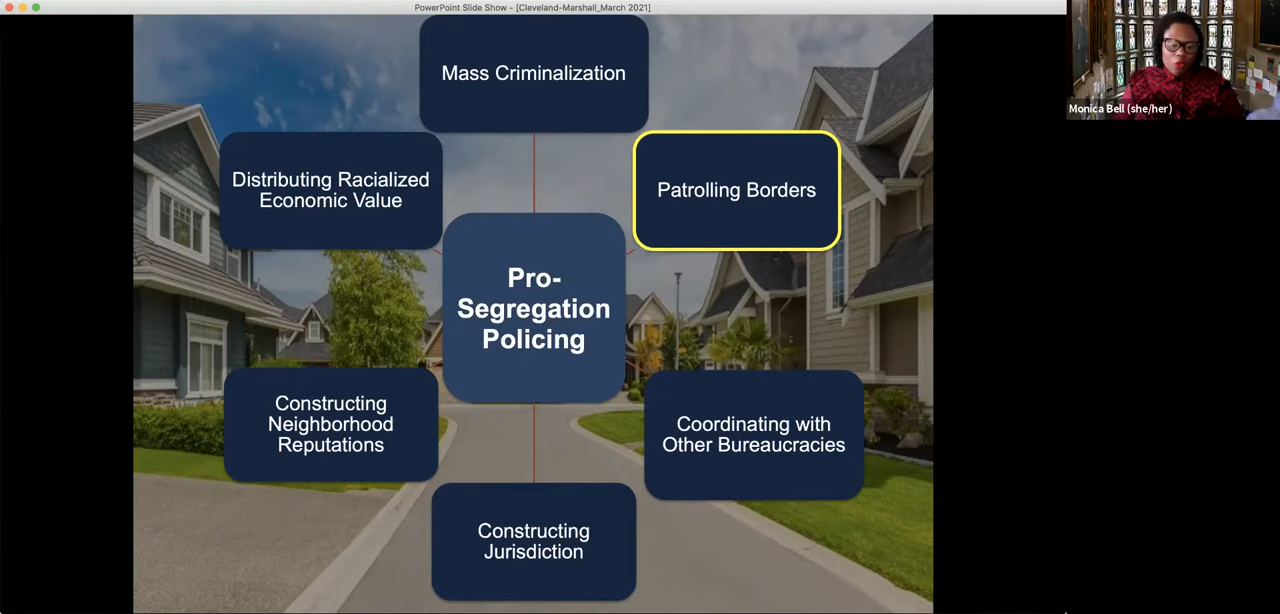 PowerPoint Slide Show - [Cleveland-Marshall_March 2021]
Monica Bell (she/her)
Mass Criminalization
Distributing Racialized
Economic Value
Patrolling Borders
Pro-
Segregation
Policing
Constructing
Neighborhood
Reputations
Coordinating with
Other Bureaucracies
Constructing
Jurisdiction